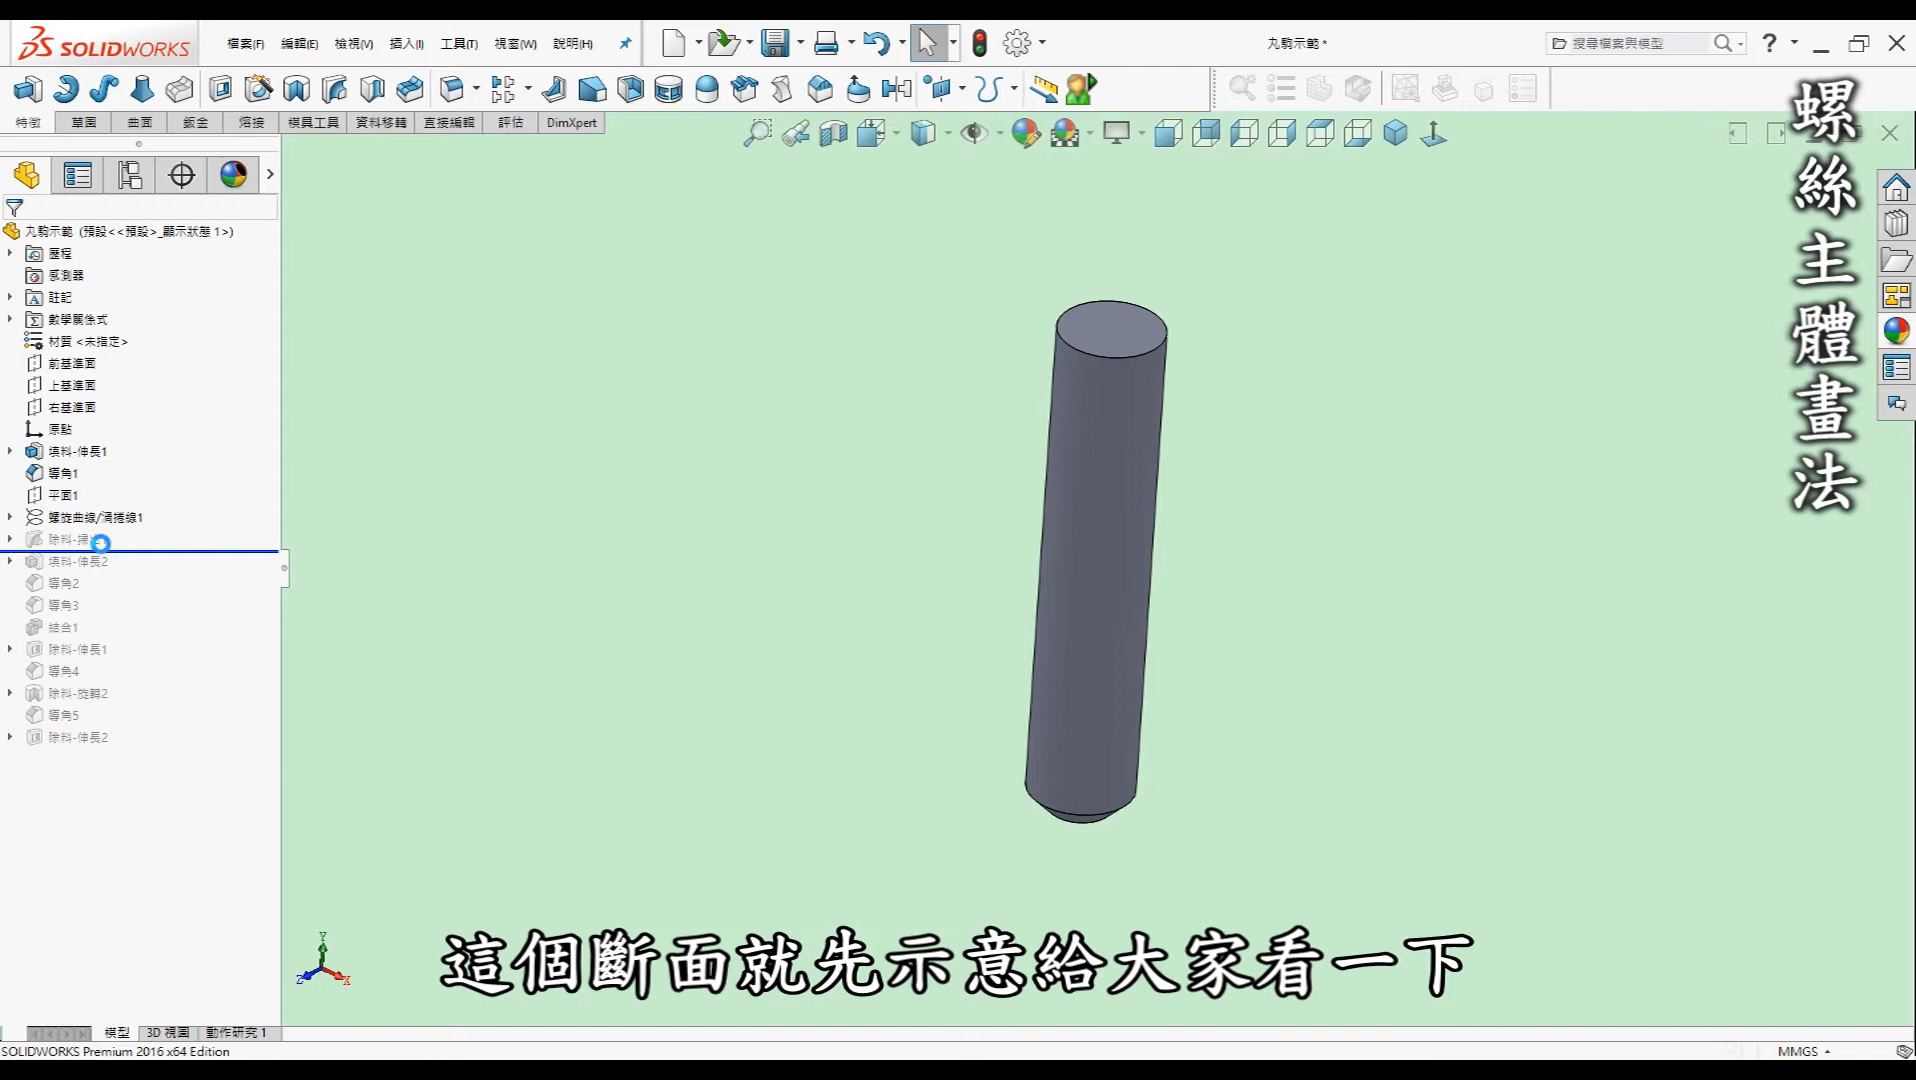 SOLIDWORKS
檔案(F) 編輯(E) 檢視(V) 插入(I) 工具(T) 視窗(W) 說明(H)
丸駒示範 *
搜尋檔案與模型
特徵 草圖 曲面 鈑金 熔接 模具工具 資料移轉 直接編輯 評估 DimXpert
丸駒示範 (預設<<預設>_顯示狀態 1>)
歷程
感測器
註記
數學關係式
材質 <未指定>
前基準面
上基準面
右基準面
原點
填料-伸長1
導角1
平面1
螺旋曲線/渦捲線1
除料-掃
填料-伸長2
導角2
導角3
結合1
除料-伸長1
導角4
除料-旋轉2
導角5
除料-伸長2
螺絲主體畫法
Y
Z
X
這個斷面就先示意給大家看一下
模型 3D 視圖 動作研究 1
SOLIDWORKS Premium 2016 x64 Edition
MMGS